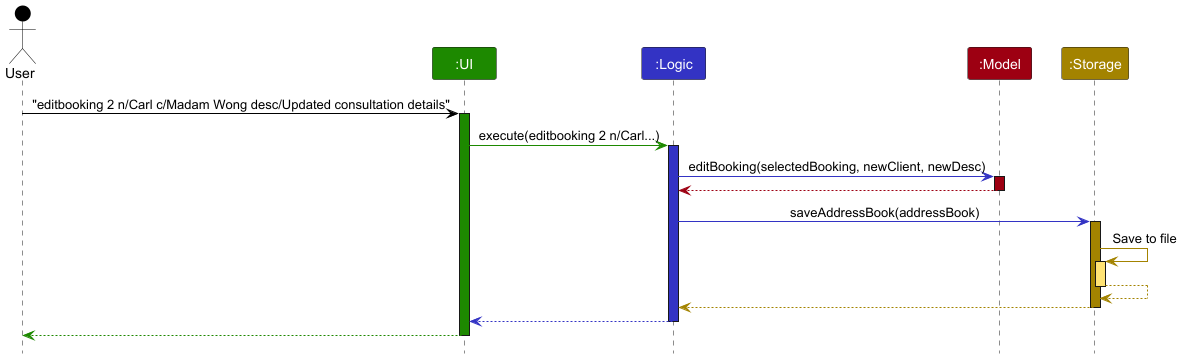 User
:UI
:Logic
:Model
:Storage
"editbooking 2 n/Carl c/Madam Wong desc/Updated consultation details"
execute(editbooking 2 n/Carl...)
editBooking(selectedBooking, newClient, newDesc)
saveAddressBook(addressBook)
Save to file